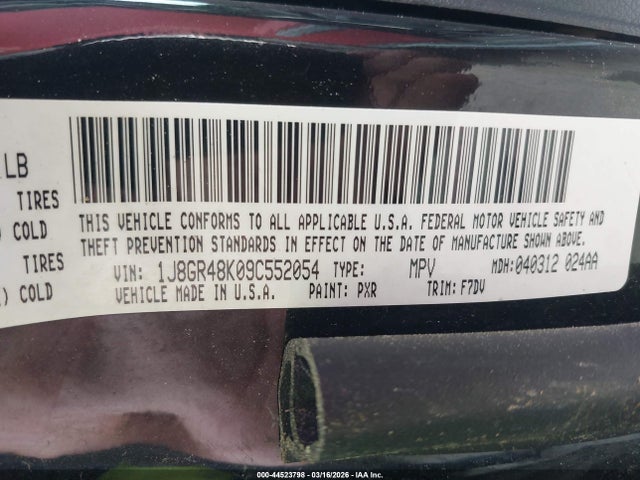 LB
TIRES
COLD
TIRES
) COLD
THIS VEHICLE CONFORMS TO ALL APPLICABLE U.S.A. FEDERAL MOTOR VEHICLE SAFETY AND
THEFT PREVENTION STANDARDS IN EFFECT ON THE DATE OF MANUFACTURE SHOWN ABOVE.
VIN: 1J8GR48K09C552054 TYPE: MPV MDH:040312 024AA
VEHICLE MADE IN U.S.A. PAINT: PXR TRIM: F7DV
000-44523798 - 03/16/2026 - IAA Inc.